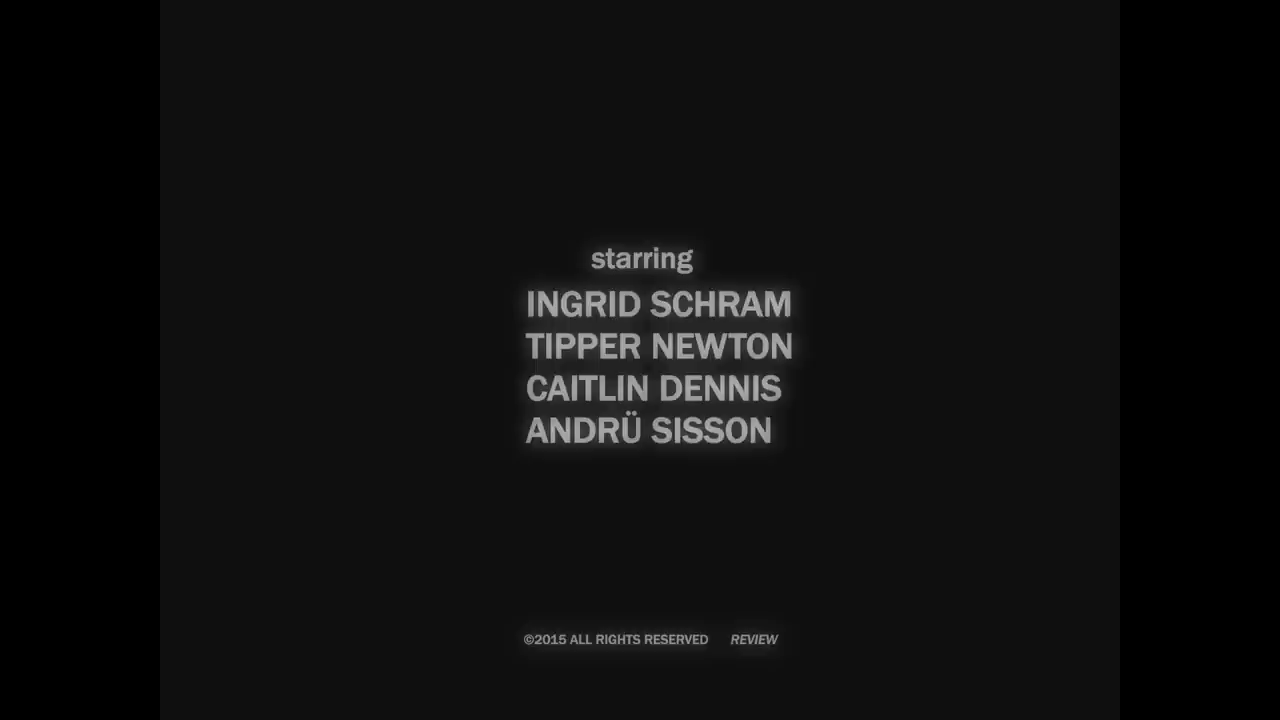 starring
INGRID SCHRAM
TIPPER NEWTON
CAITLIN DENNIS
ANDRÜ SISSON
©2015 ALL RIGHTS RESERVED REVIEW